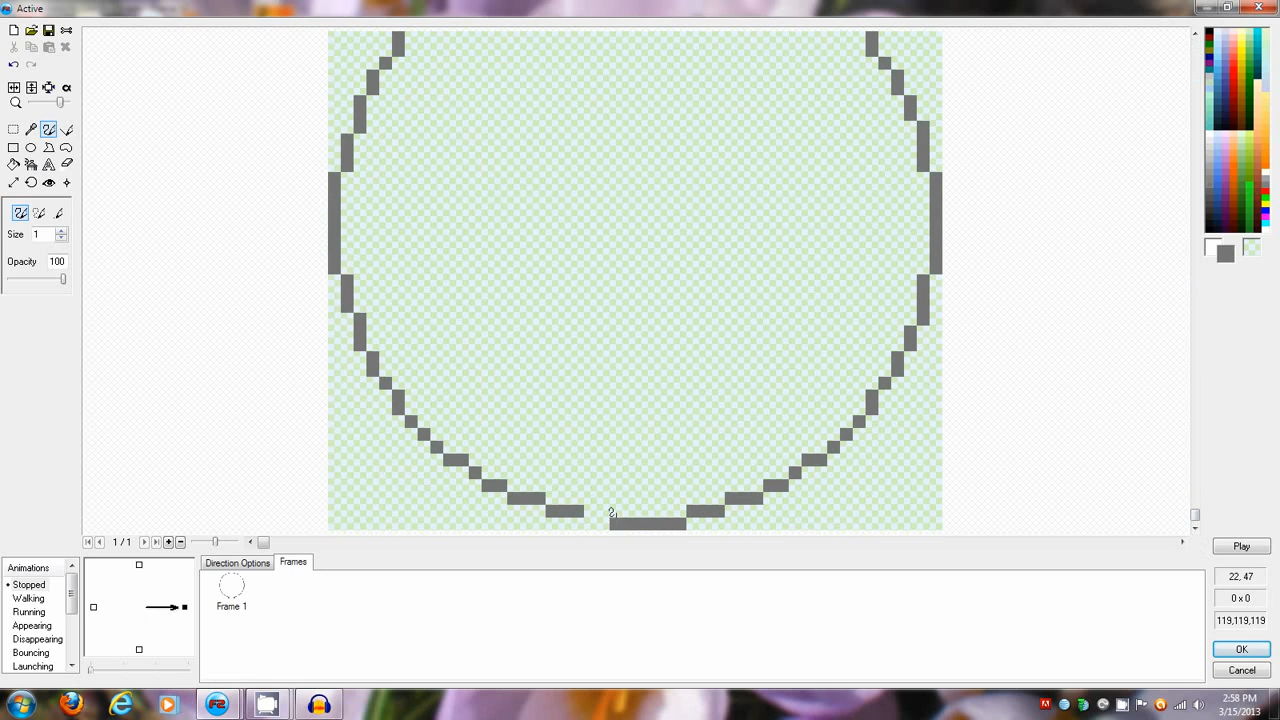 Active
Size 1
Opacity 100
1 / 1
Animations
Stopped
Walking
Running
Appearing
Disappearing
Bouncing
Launching
Direction Options
Frames
Frame 1
Play
22, 47
0 x 0
119,119,119
OK
Cancel
2:58 PM
3/15/2013